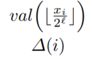 val(⌊x_i/2^ℓ⌋)
Δ(i)